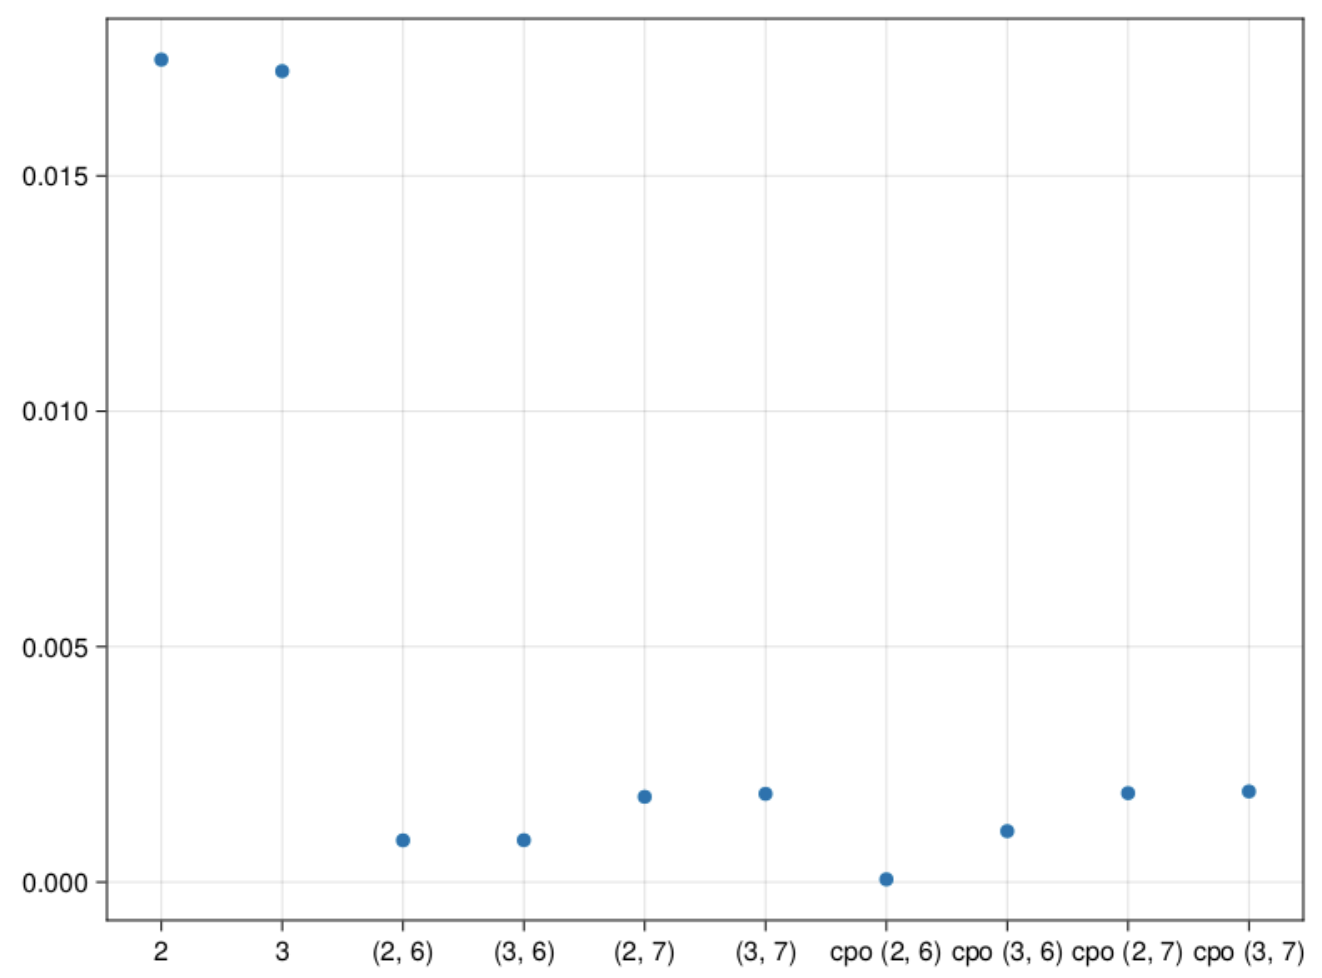 0.015
0.010
0.005
0.000
2 3 (2, 6) (3, 6) (2, 7) (3, 7) cpo (2, 6) cpo (3, 6) cpo (2, 7) cpo (3, 7)